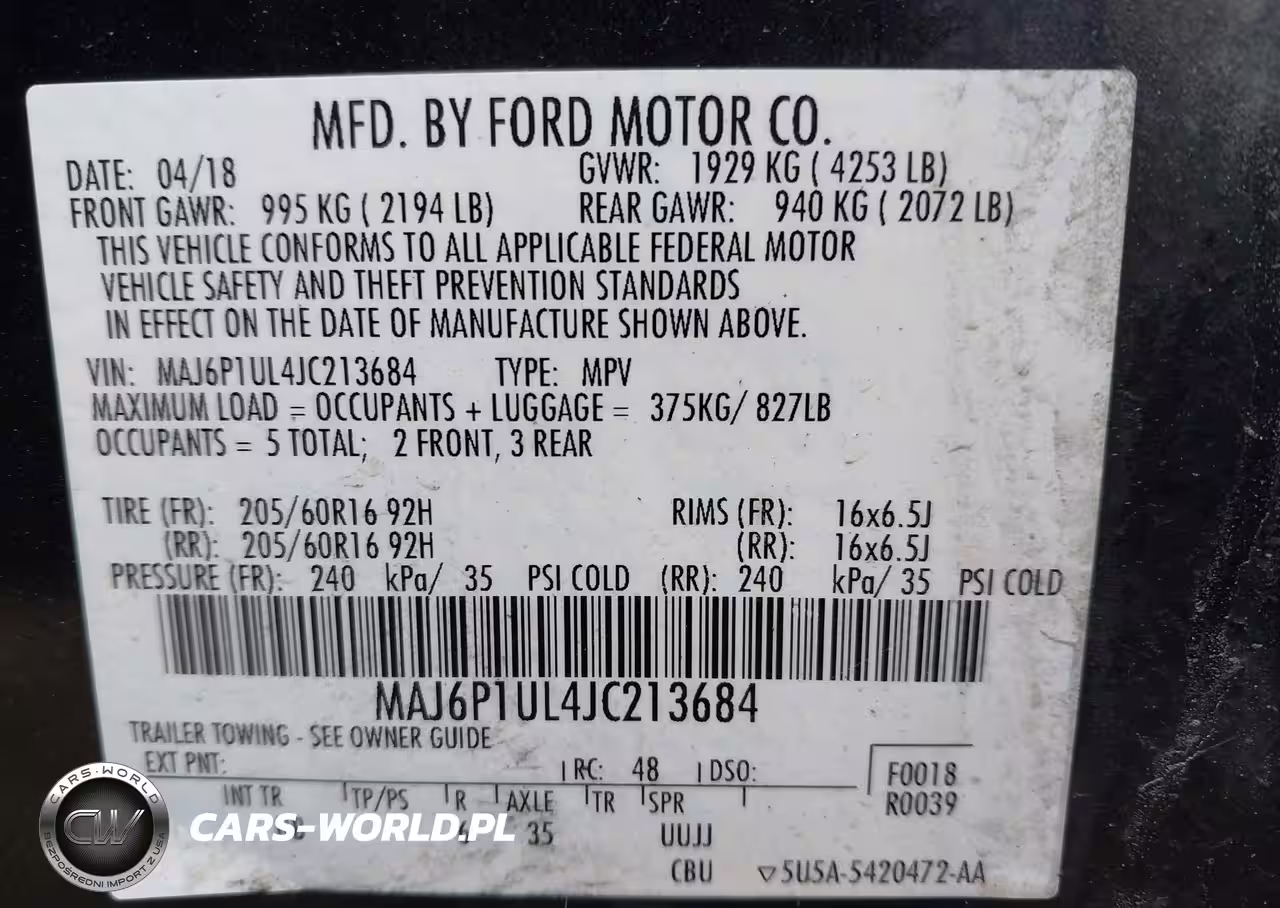 MFD. BY FORD MOTOR CO.
DATE: 04/18 GVWR: 1929 KG ( 4253 LB)
FRONT GAWR: 995 KG ( 2194 LB) REAR GAWR: 940 KG ( 2072 LB)
THIS VEHICLE CONFORMS TO ALL APPLICABLE FEDERAL MOTOR
VEHICLE SAFETY AND THEFT PREVENTION STANDARDS
IN EFFECT ON THE DATE OF MANUFACTURE SHOWN ABOVE.
VIN: MAJ6P1UL4JC213684 TYPE: MPV
MAXIMUM LOAD = OCCUPANTS + LUGGAGE = 375KG/ 827LB
OCCUPANTS = 5 TOTAL; 2 FRONT, 3 REAR
TIRE (FR): 205/60R16 92H RIMS (FR): 16x6.5J
(RR): 205/60R16 92H (RR): 16x6.5J
PRESSURE (FR): 240 kPa/ 35 PSI COLD (RR): 240 kPa/ 35 PSI COLD
MAJ6P1UL4JC213684
TRAILER TOWING - SEE OWNER GUIDE
EXT PNT: RC: 48 DSO: F0018
R0039
INT TR TP/PS R AXLE TR SPR
35 UUJJ
CBU ▽5U5A-5420472-AA
CARS-WORLD
CW
BEZPOŚREDNI IMPORT Z USA
CARS-WORLD.PL